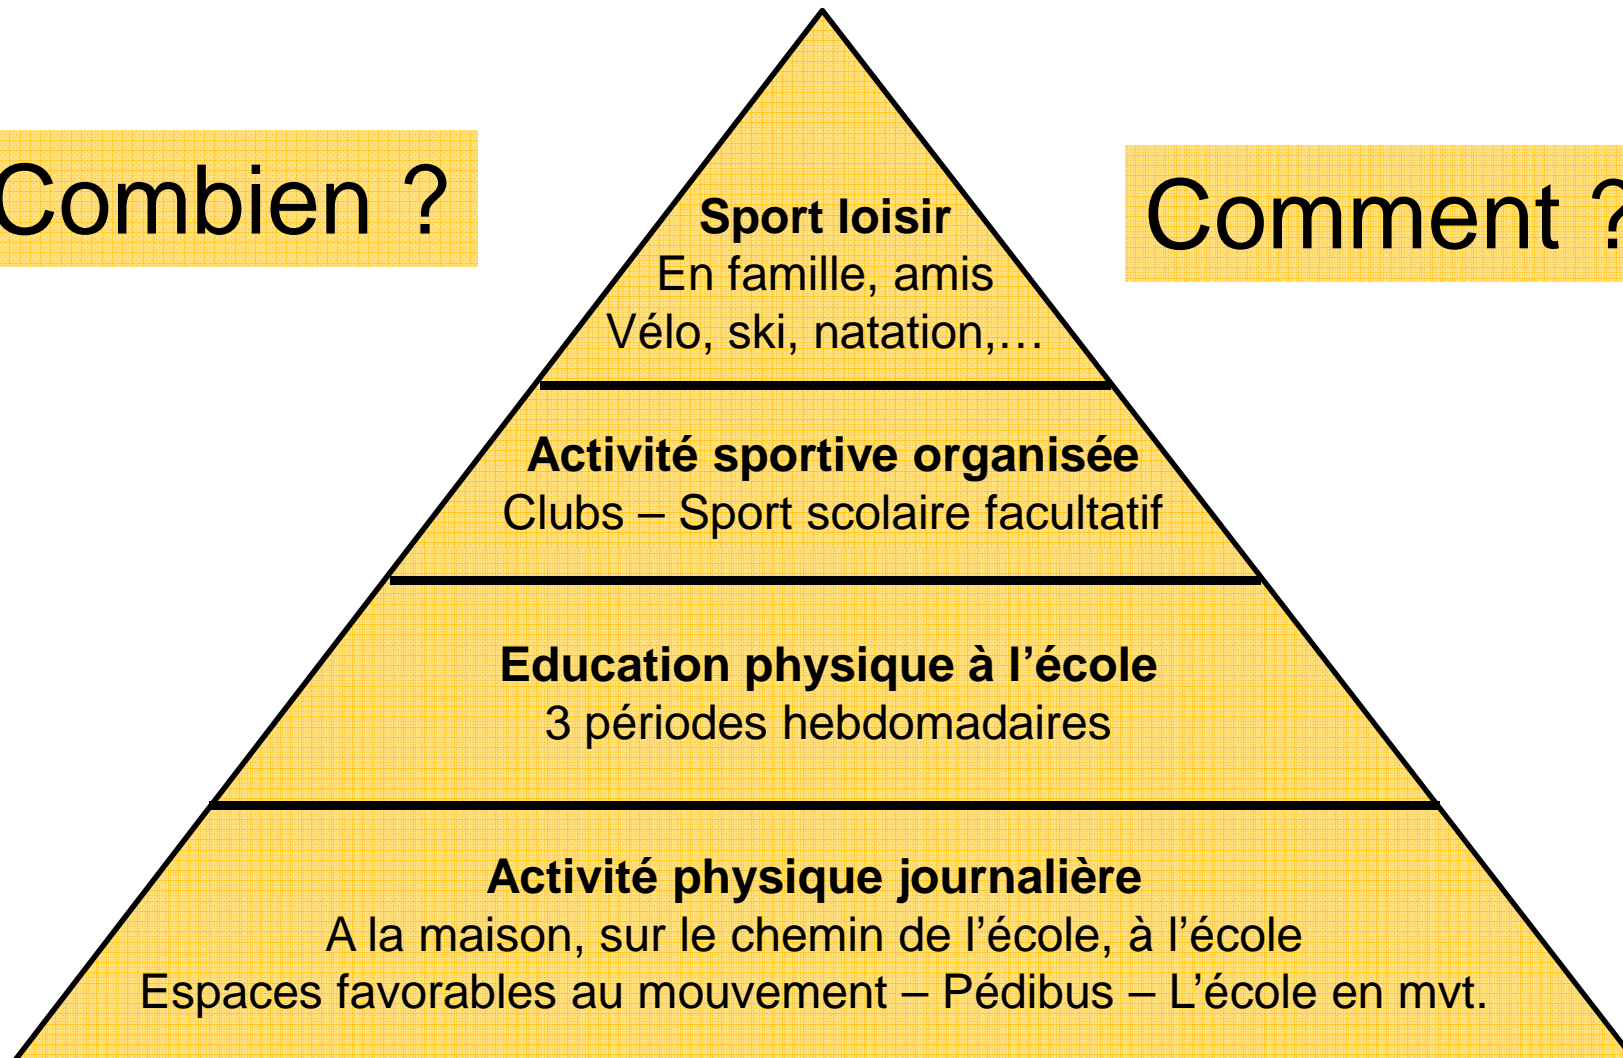 Combien ?
Comment ?
Sport loisir
En famille, amis
Vélo, ski, natation,…
Activité sportive organisée
Clubs – Sport scolaire facultatif
Education physique à l’école
3 périodes hebdomadaires
Activité physique journalière
A la maison, sur le chemin de l’école, à l’école
Espaces favorables au mouvement – Pédibus – L’école en mvt.